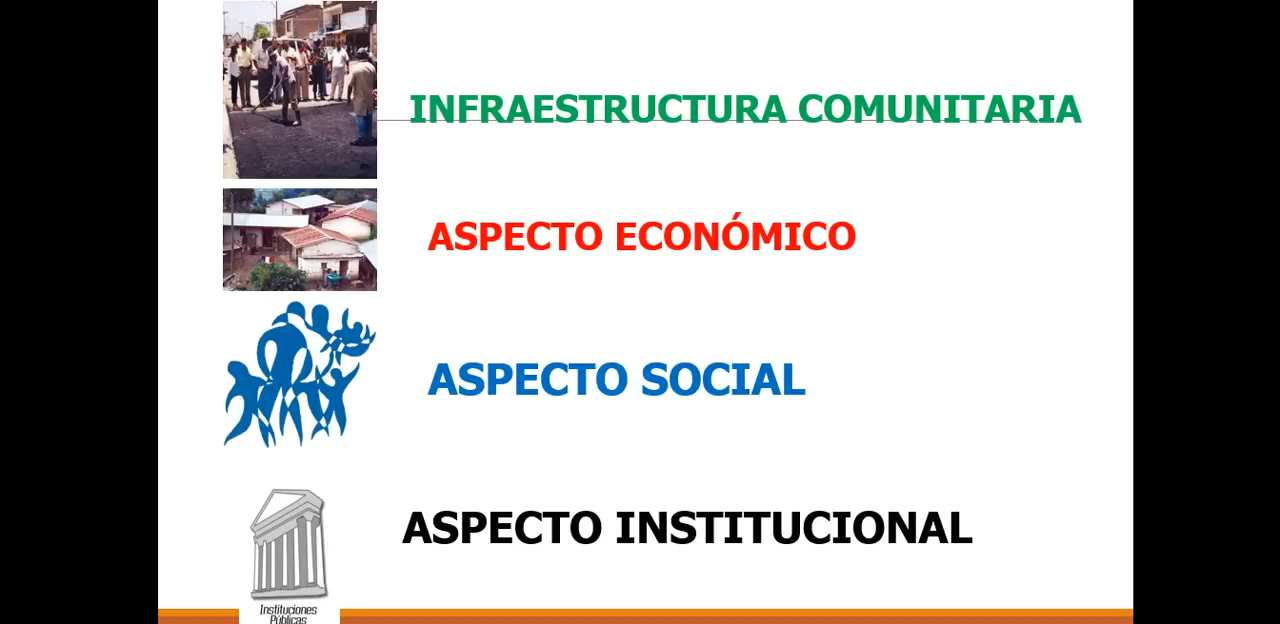 INFRAESTRUCTURA COMUNITARIA
ASPECTO ECONÓMICO
ASPECTO SOCIAL
ASPECTO INSTITUCIONAL
Instituciones
Públicas